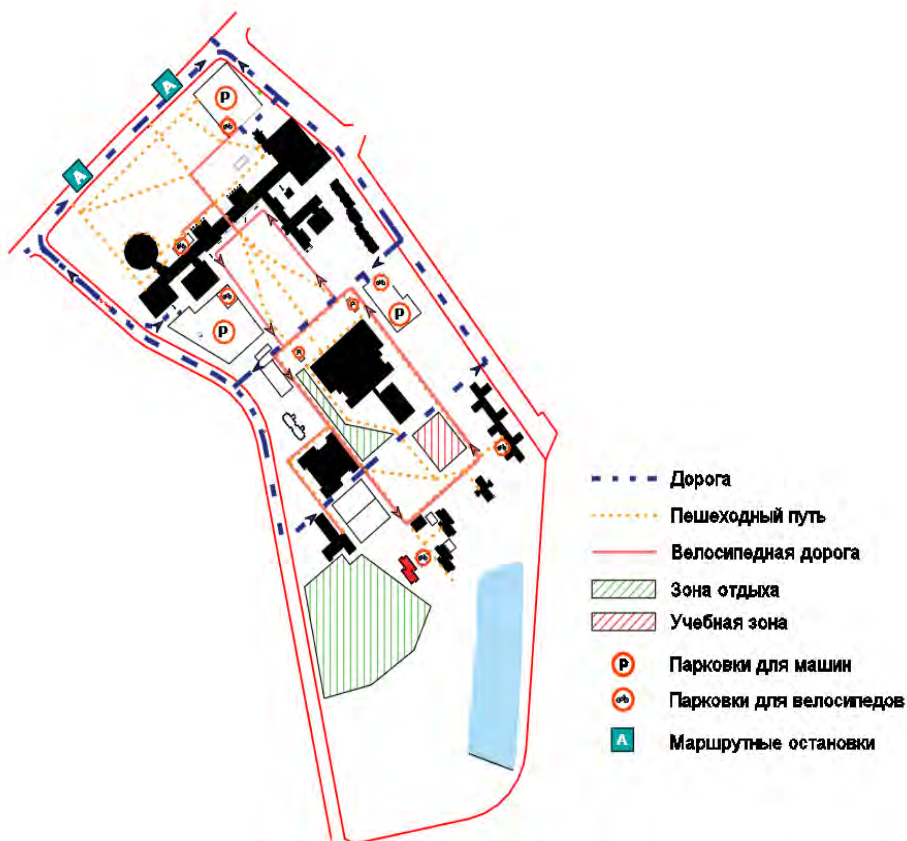 A
P
A
P
P
P
Дорога
Пешеходный путь
Велосипедная дорога
Зона отдыха
Учебная зона
P Парковки для машин
Парковки для велосипедов
A Маршрутные остановки